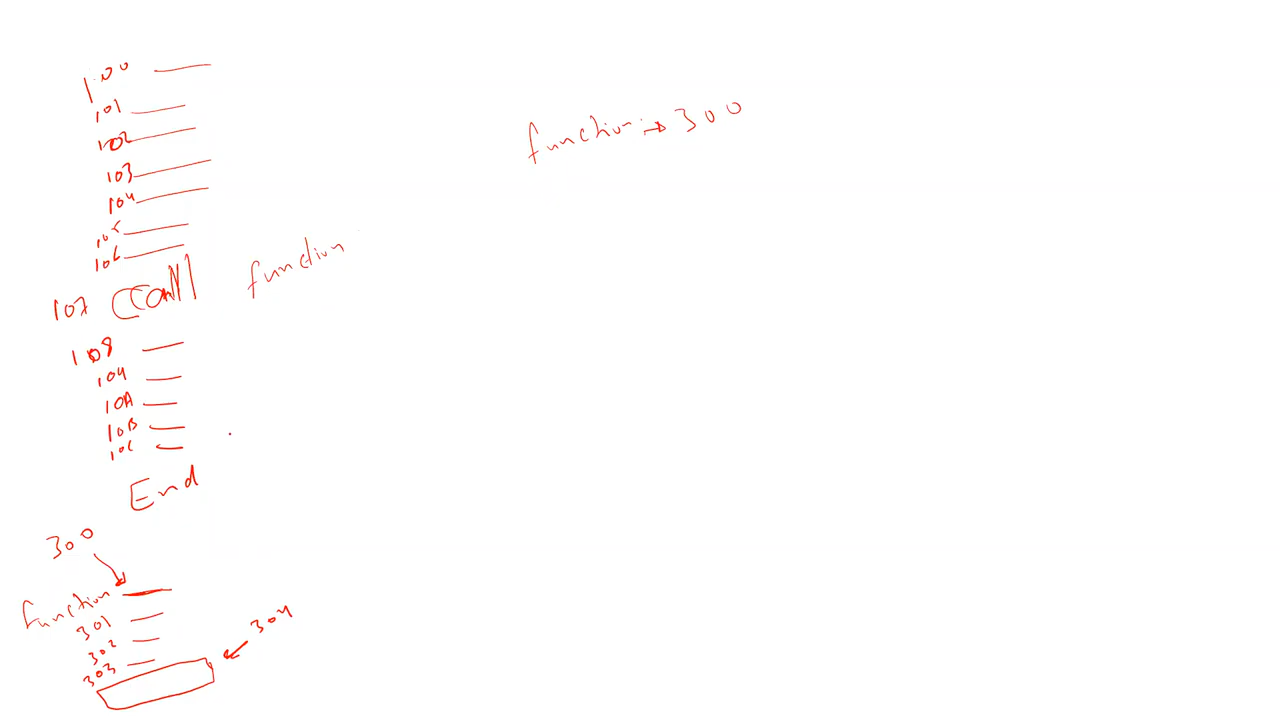 100
101
102
103
104
105
106
107 Call function
108
109
10A
10B
10C
End
300
function
301
302
303
304
function → 300